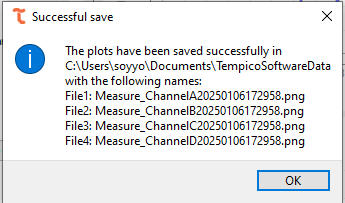 Successful save
The plots have been saved successfully in
C:\Users\soyyo\Documents\TempicoSoftwareData
with the following names:
File1: Measure_ChannelA20250106172958.png
File2: Measure_ChannelB20250106172958.png
File3: Measure_ChannelC20250106172958.png
File4: Measure_ChannelD20250106172958.png
OK